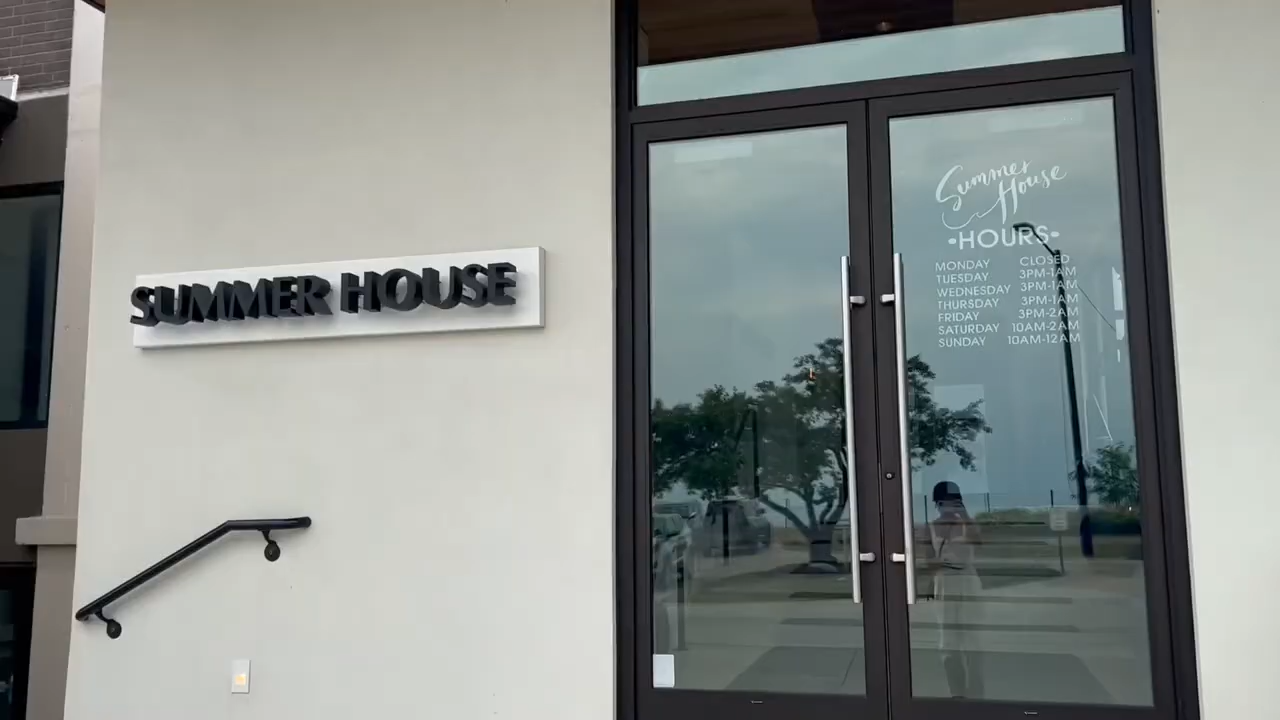 SUMMER HOUSE
Summer
House
•HOURS•
MONDAY CLOSED
TUESDAY 3PM-1AM
WEDNESDAY 3PM-1AM
THURSDAY 3PM-1AM
FRIDAY 3PM-2AM
SATURDAY 10AM-2AM
SUNDAY 10AM-12AM